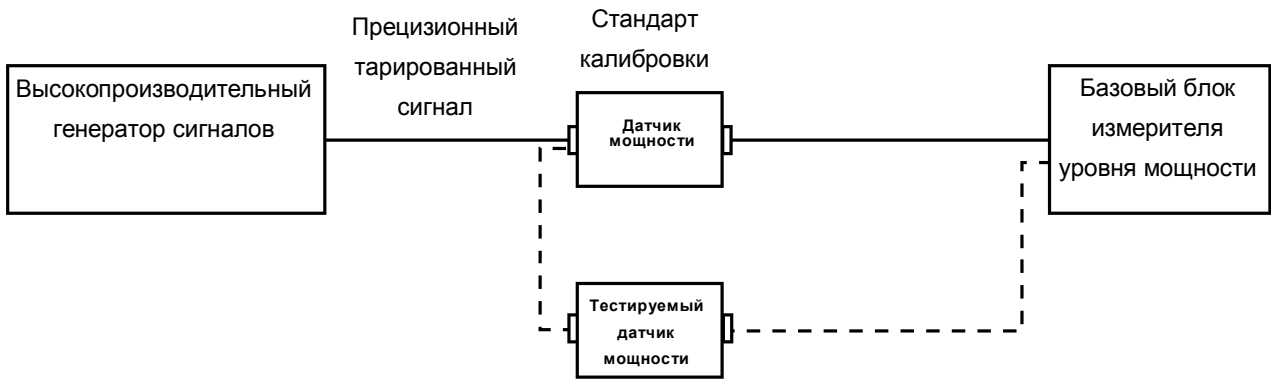 Высокопроизводительный
генератор сигналов
Прецизионный
тарированный
сигнал
Стандарт
калибровки
Датчик
мощности
Базовый блок
измерителя
уровня мощности
Тестируемый
датчик
мощности